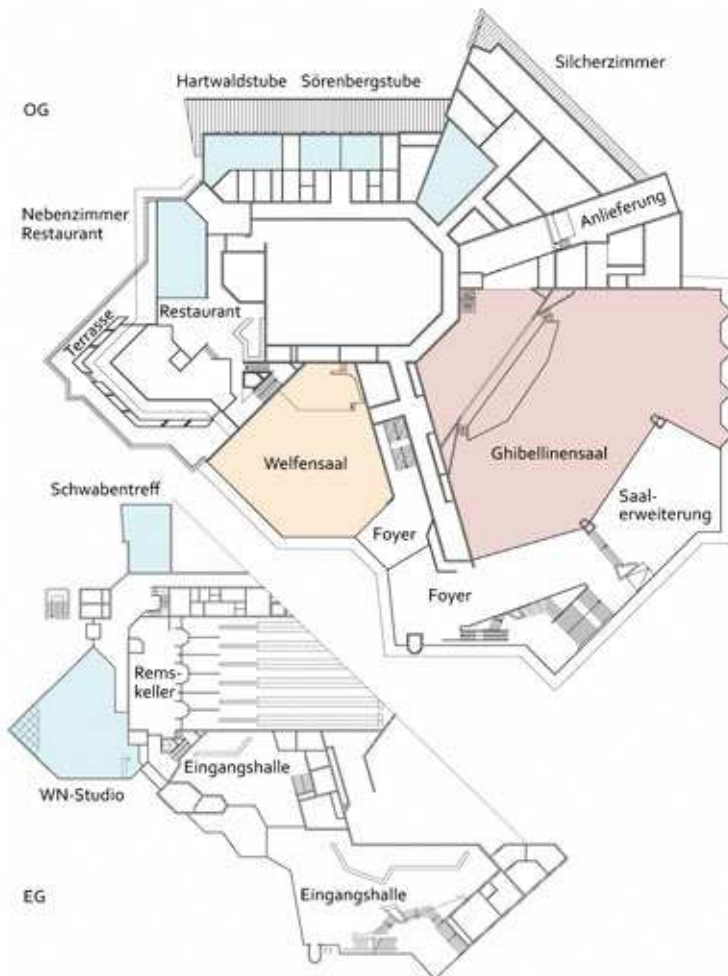 Silcherzimmer
Hartwaldstube Sörenbergstube
OG
Nebenzimmer
Restaurant
Anlieferung
Restaurant
Terrasse
Welfensaal
Ghibellinensaal
Schwabentreff
Saal-
erweiterung
Foyer
Foyer
Rems-
keller
Eingangshalle
WN-Studio
EG
Eingangshalle